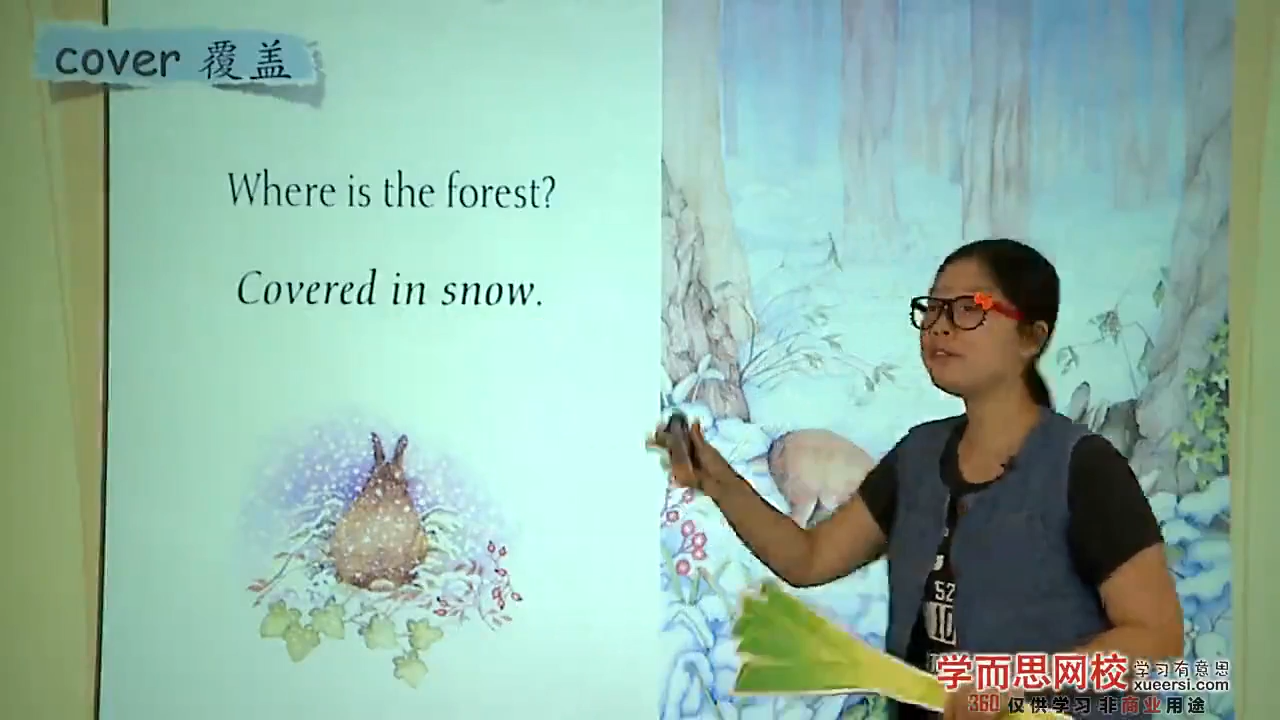 cover 覆盖
Where is the forest?
Covered in snow.
52
学而思网校 学习有意思
xueersi.com
360 仅供学习 非商业用途